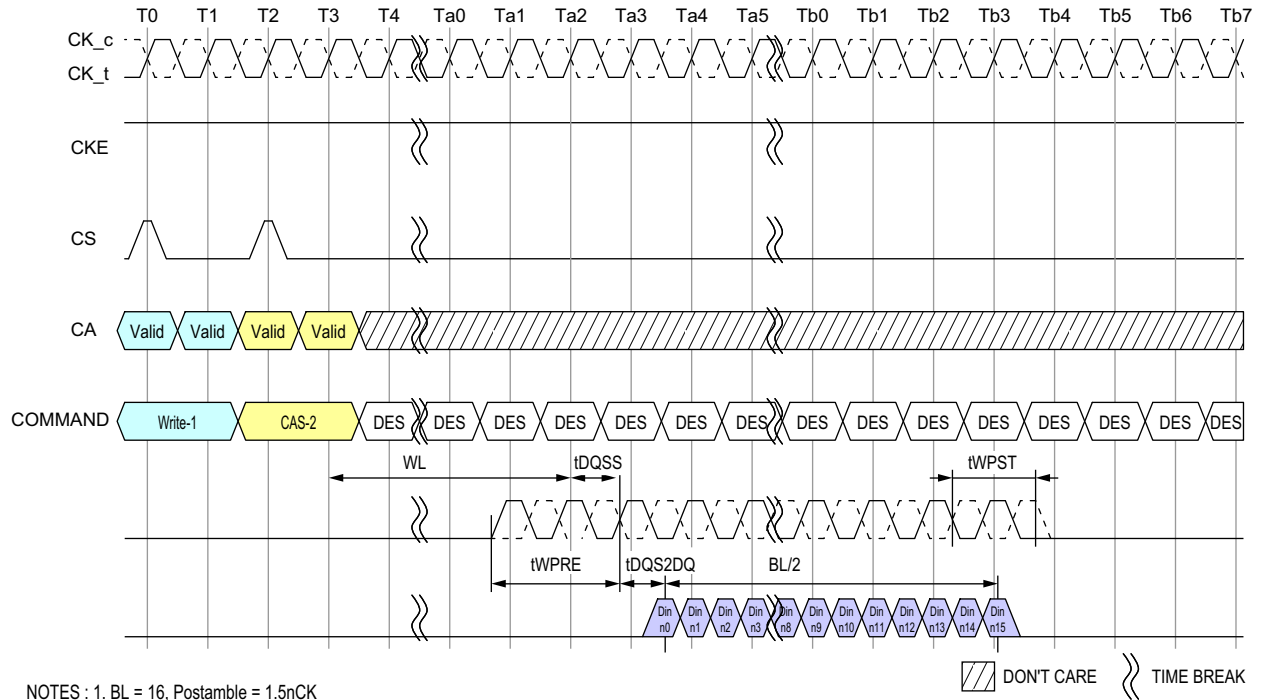 T0 T1 T2 T3 T4 Ta0 Ta1 Ta2 Ta3 Ta4 Ta5 Tb0 Tb1 Tb2 Tb3 Tb4 Tb5 Tb6 Tb7
CK_c
CK_t
CKE
CS
CA Valid Valid Valid Valid
COMMAND Write-1 CAS-2 DES DES DES DES DES DES DES DES DES DES DES DES DES DES DES
WL tDQSS tWPST
tWPRE tDQS2DQ BL/2
Din n0 Din n1 Din n2 Din n3 Din n8 Din n9 Din n10 Din n11 Din n12 Din n13 Din n14 Din n15
DON'T CARE TIME BREAK
NOTES : 1. BL = 16, Postamble = 1.5nCK